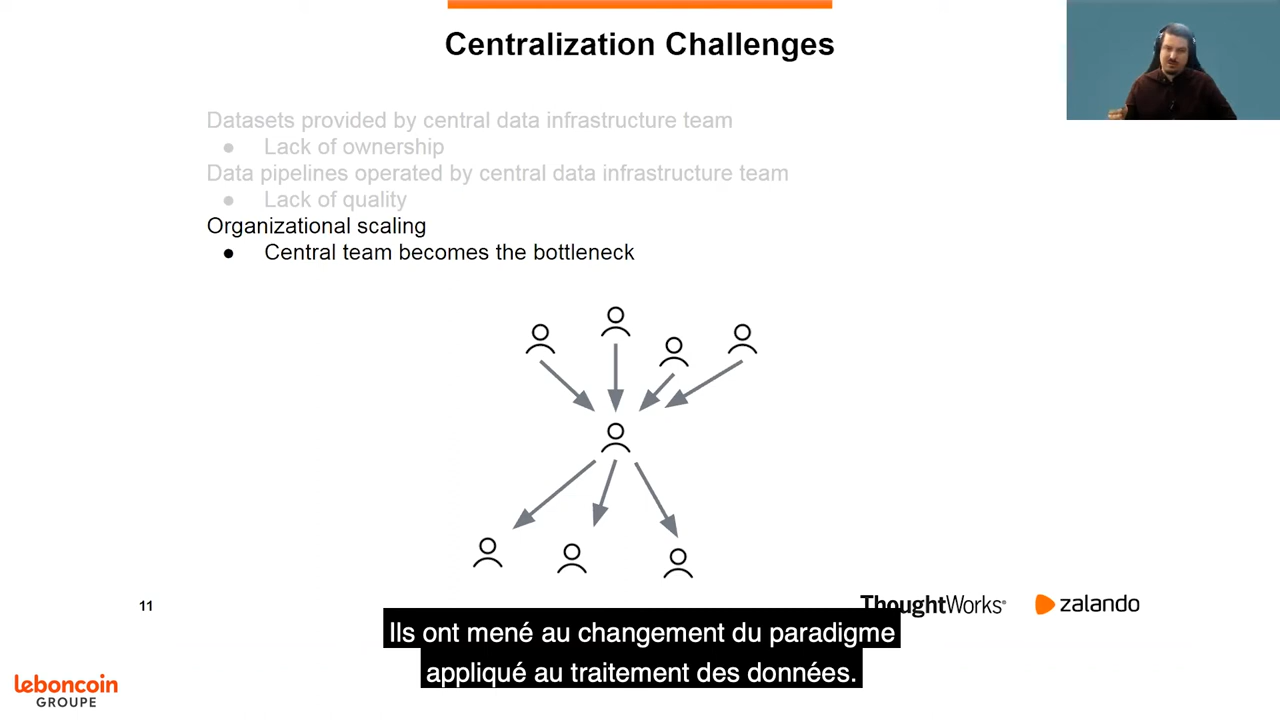 Centralization Challenges
Datasets provided by central data infrastructure team
● Lack of ownership
Data pipelines operated by central data infrastructure team
● Lack of quality
Organizational scaling
● Central team becomes the bottleneck
11
ThoughtWorks®
zalando
Ils ont mené au changement du paradigme
appliqué au traitement des données.
leboncoin
GROUPE